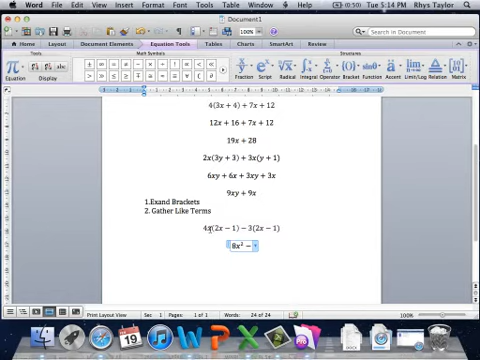 Word File Edit View Insert Format Font Tools Table Window Help (0:50) Tue 5:14 PM Rhys Taylor
Document1
100%
Home Layout Document Elements Equation Tools Tables Charts SmartArt Review
Tools Math Symbols Structures
Equation Display Fraction Script Radical Integral Operator Bracket Function Accent Limit/Log Matrix Operator
4(3x + 4) + 7x + 12
12x + 16 + 7x + 12
19x + 28
2x(3y + 3) + 3x(y + 1)
6xy + 6x + 3xy + 3x
9xy + 9x
1.Exand Brackets
2. Gather Like Terms
4x(2x − 1) − 3(2x − 1)
8x² −
Print Layout View Sec 1 Pages: 1 of 1 Words: 24 of 24 100%